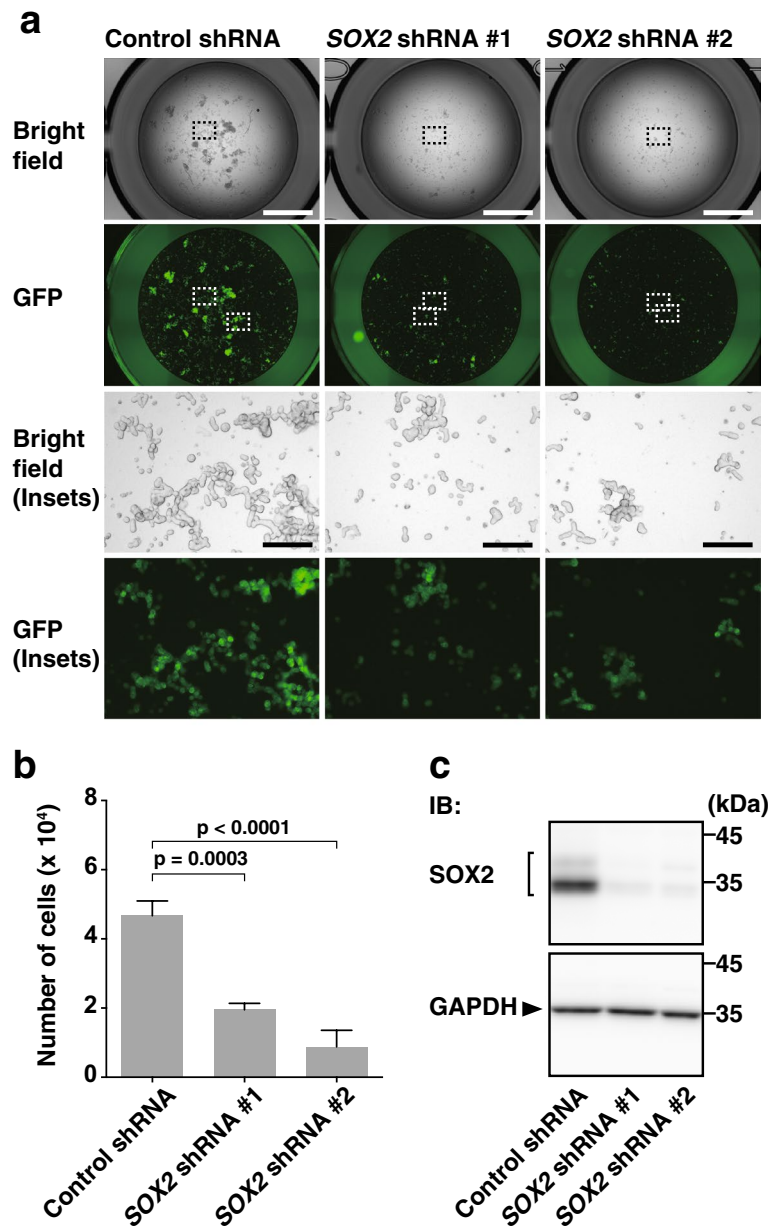 a
Control shRNA
SOX2 shRNA #1
SOX2 shRNA #2
Bright
field
GFP
Bright
field
(Insets)
GFP
(Insets)
b
Number of cells (x 10⁴)
8
6
4
2
0
p < 0.0001
p = 0.0003
Control shRNA
SOX2 shRNA #1
SOX2 shRNA #2
c
IB:
(kDa)
SOX2
45
35
GAPDH
45
35
Control shRNA
SOX2 shRNA #1
SOX2 shRNA #2